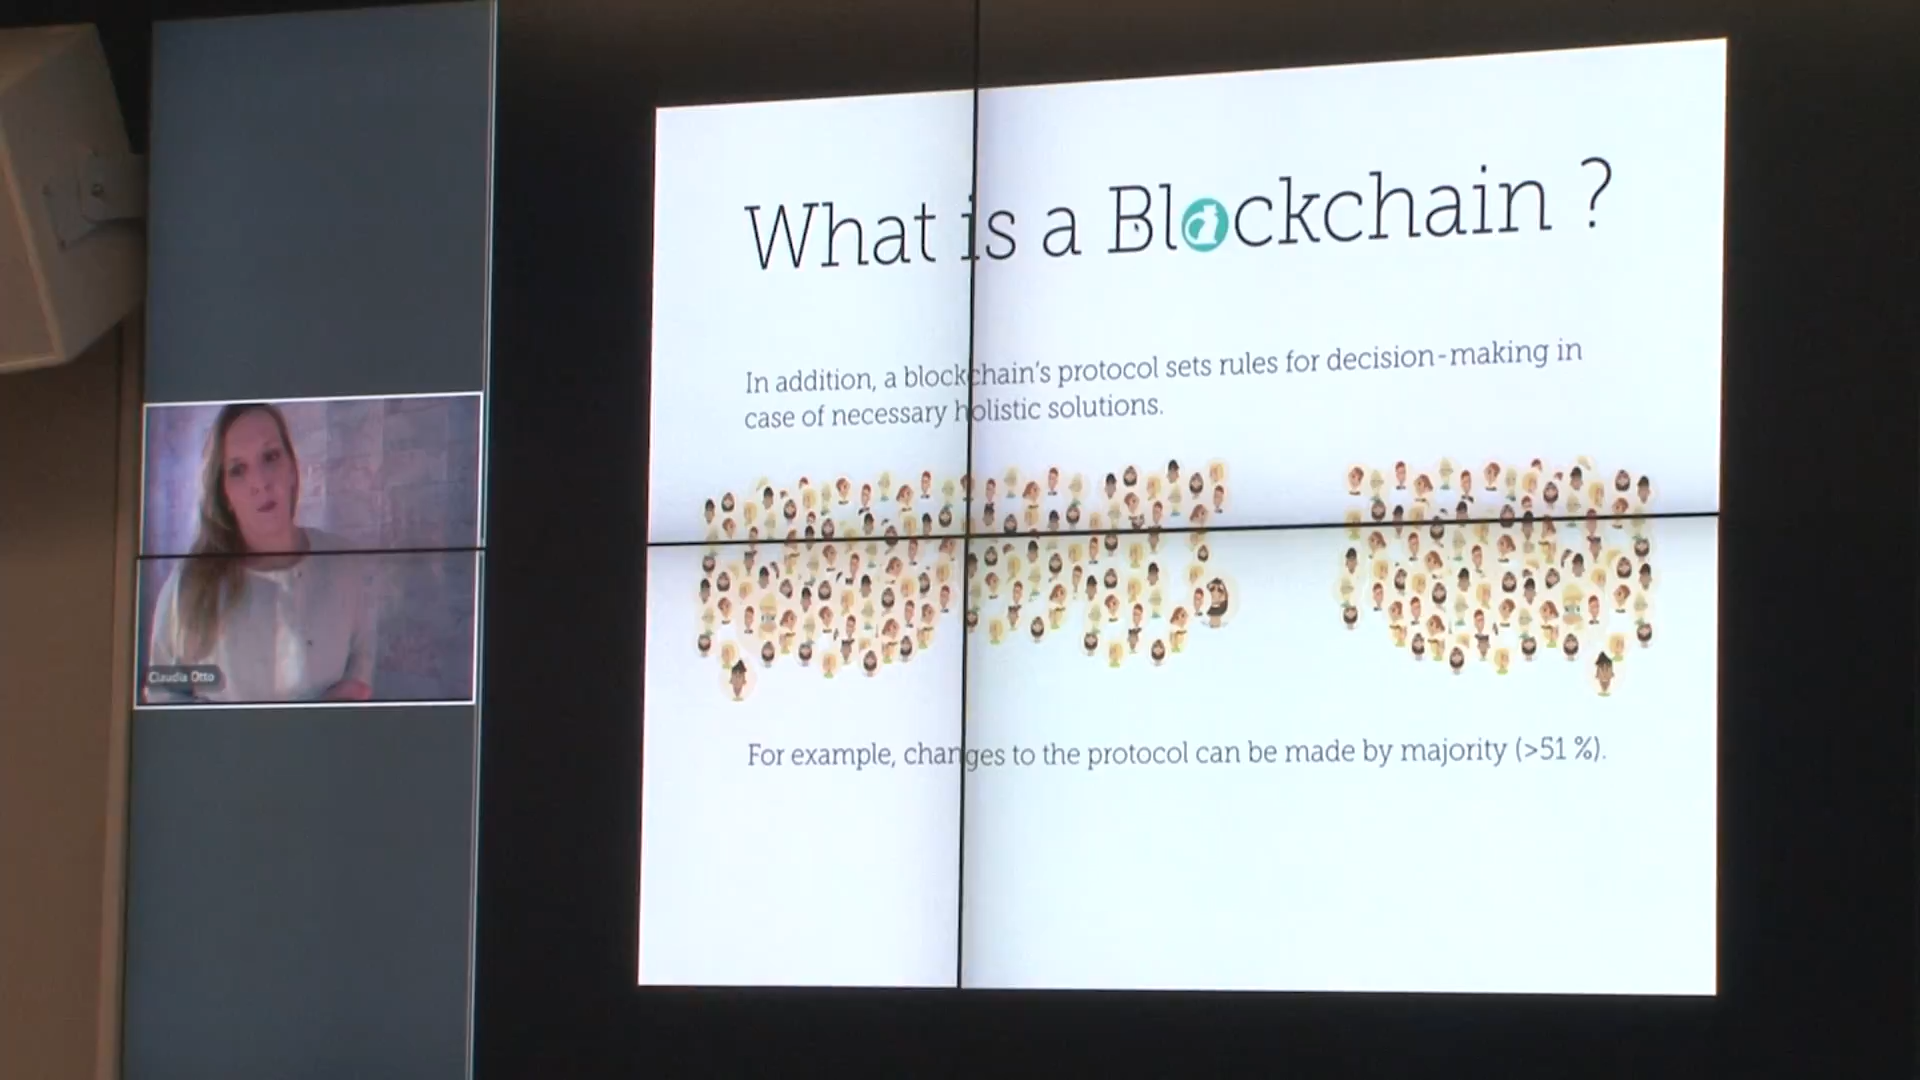 What is a Blockchain ?
In addition, a blockchain's protocol sets rules for decision-making in
case of necessary holistic solutions.
Claudia Otto
For example, changes to the protocol can be made by majority (>51 %).